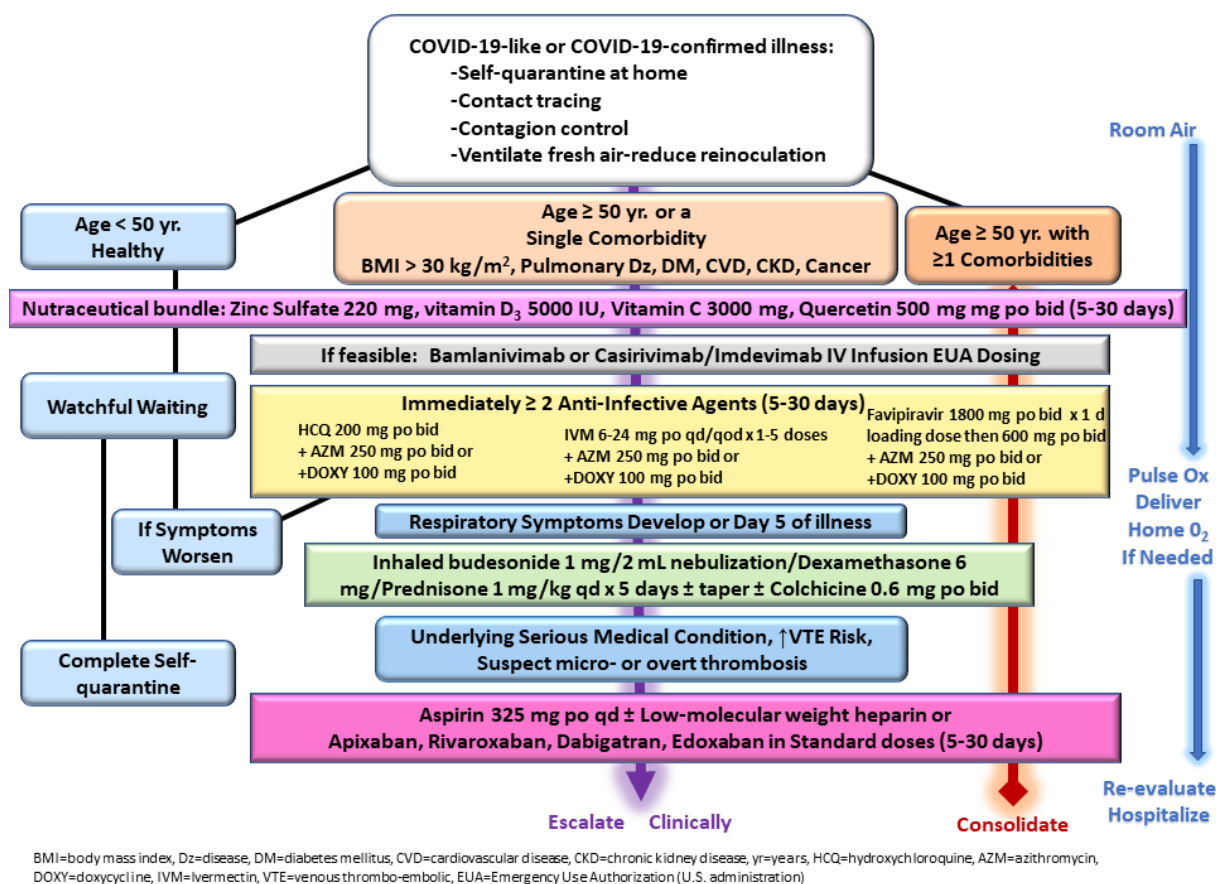 COVID-19-like or COVID-19-confirmed illness:
-Self-quarantine at home
-Contact tracing
-Contagion control
-Ventilate fresh air-reduce reinoculation
Room Air
Age < 50 yr.
Healthy
Age ≥ 50 yr. or a
Single Comorbidity
BMI > 30 kg/m², Pulmonary Dz, DM, CVD, CKD, Cancer
Age ≥ 50 yr. with
≥1 Comorbidities
Nutraceutical bundle: Zinc Sulfate 220 mg, vitamin D₃ 5000 IU, Vitamin C 3000 mg, Quercetin 500 mg mg po bid (5-30 days)
If feasible: Bamlanivimab or Casirivimab/Imdevimab IV Infusion EUA Dosing
Watchful Waiting
Immediately ≥ 2 Anti-Infective Agents (5-30 days)
HCQ 200 mg po bid
+ AZM 250 mg po bid or
+DOXY 100 mg po bid
IVM 6-24 mg po qd/qod x 1-5 doses
+ AZM 250 mg po bid or
+DOXY 100 mg po bid
Favipiravir 1800 mg po bid x 1 d
loading dose then 600 mg po bid
+ AZM 250 mg po bid or
+DOXY 100 mg po bid
Pulse Ox
Deliver
Home 0₂
If Needed
If Symptoms
Worsen
Respiratory Symptoms Develop or Day 5 of illness
Inhaled budesonide 1 mg/2 mL nebulization/Dexamethasone 6
mg/Prednisone 1 mg/kg qd x 5 days ± taper ± Colchicine 0.6 mg po bid
Underlying Serious Medical Condition, ↑VTE Risk,
Suspect micro- or overt thrombosis
Complete Self-
quarantine
Aspirin 325 mg po qd ± Low-molecular weight heparin or
Apixaban, Rivaroxaban, Dabigatran, Edoxaban in Standard doses (5-30 days)
Re-evaluate
Hospitalize
Escalate Clinically
Consolidate
BMI=body mass index, Dz=disease, DM=diabetes mellitus, CVD=cardiovascular disease, CKD=chronic kidney disease, yr=years, HCQ=hydroxychloroquine, AZM=azithromycin,
DOXY=doxycycline, IVM=Ivermectin, VTE=venous thrombo-embolic, EUA=Emergency Use Authorization (U.S. administration)